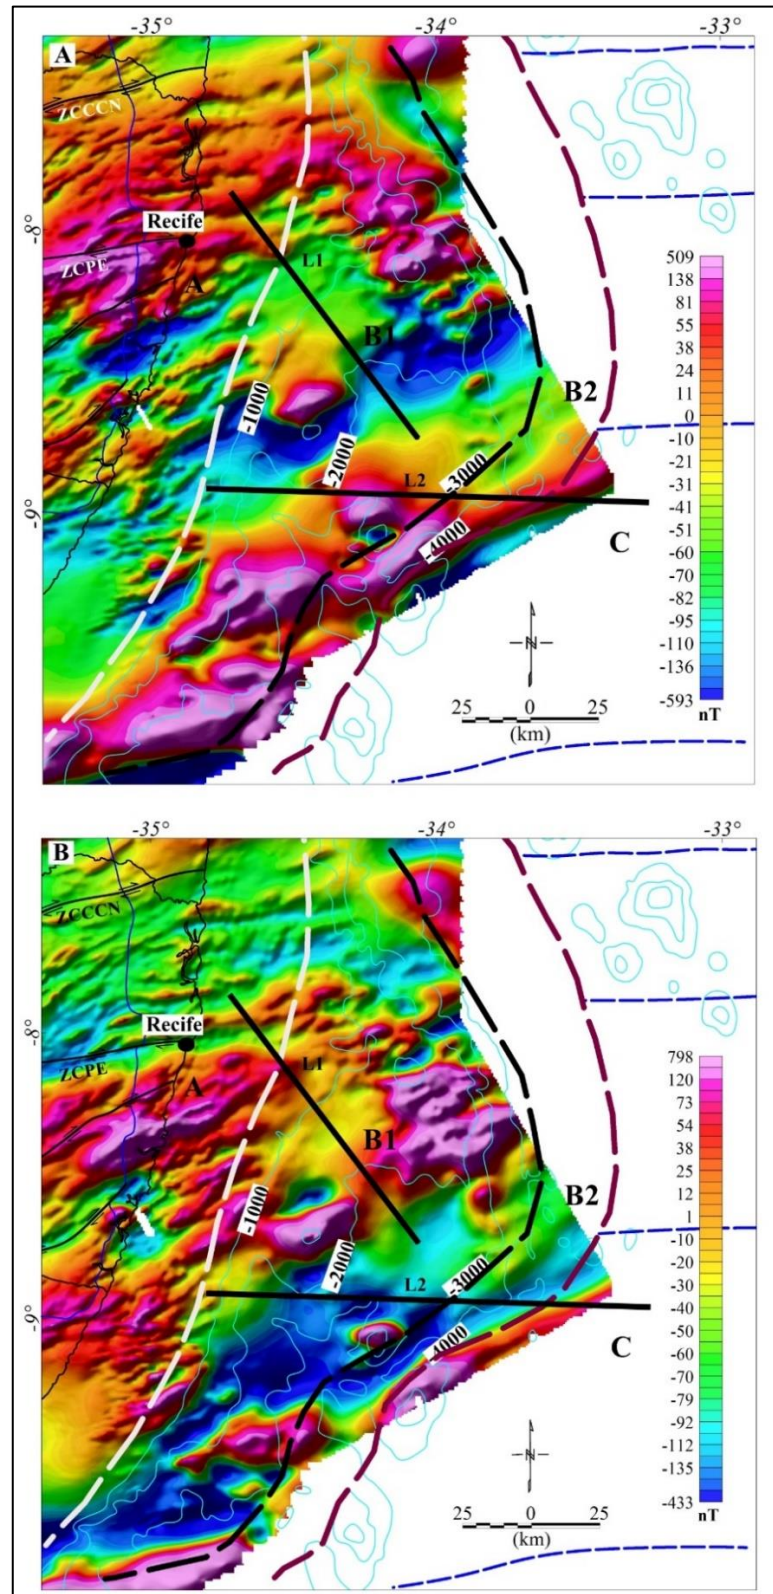 -35° -34° -33°
A
ZCCCN
-8°
Recife
ZCPE
A
L1
B1
B2
-1000
-2000
-3000
L2
-4000
-9°
C
N
25 0 25
(km)
509
138
81
55
38
24
11
0
-10
-21
-31
-41
-51
-60
-70
-82
-95
-110
-136
-593
nT
-35° -34° -33°
B
ZCCCN
-8°
Recife
ZCPE
A
L1
B1
B2
-1000
-2000
-3000
L2
-4000
-9°
C
N
25 0 25
(km)
798
120
73
54
38
25
12
1
-10
-20
-30
-40
-50
-59
-67
-79
-92
-112
-135
-433
nT